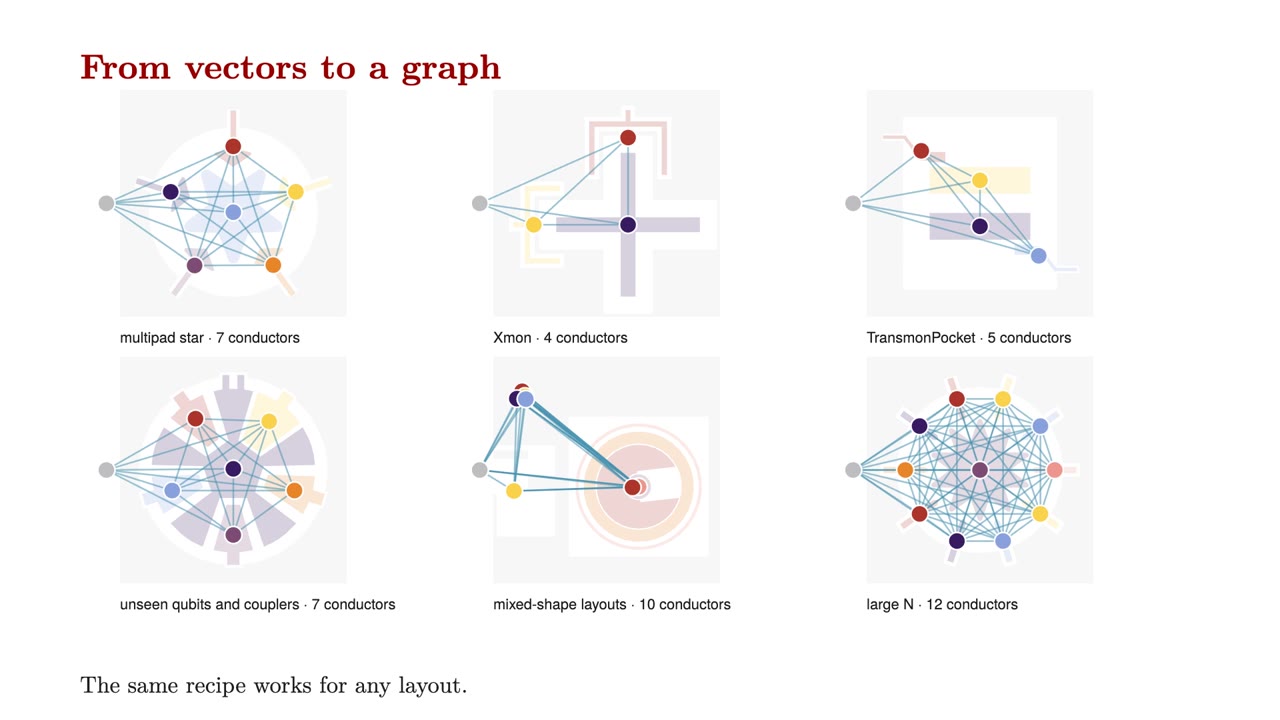 From vectors to a graph
multipad star · 7 conductors
Xmon · 4 conductors
TransmonPocket · 5 conductors
unseen qubits and couplers · 7 conductors
mixed-shape layouts · 10 conductors
large N · 12 conductors
The same recipe works for any layout.